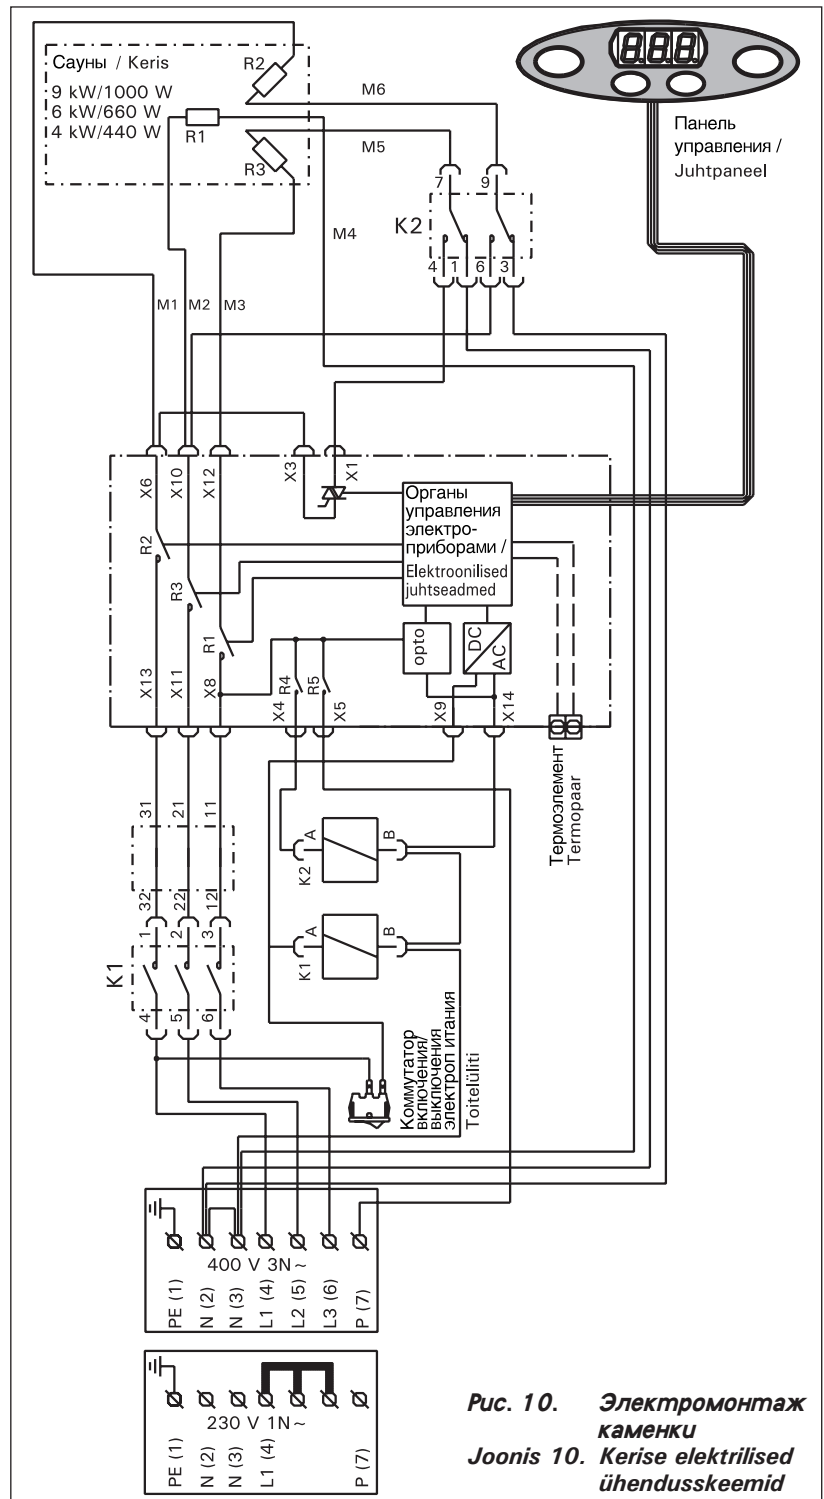 Сауны / Keris
9 kW/1000 W
6 kW/660 W
4 kW/440 W
R2
R1
R3
M6
M5
M4
8.8.8
Панель
управления /
Juhtpaneel
7
9
K2
4
1
6
3
M1
M2
M3
X6
X10
X12
X3
X1
R2
R3
R1
Органы
управления
электро-
приборами /
Elektroonilised
juhtseadmed
opto
DC
AC
X13
X11
X8
R4
R5
X4
X5
X9
X14
Термоэлемент
Termopaar
31
21
11
32
22
12
A
B
K2
A
B
K1
1
2
3
K1
4
5
6
Коммутатор
включения/
выключения
электроп итания
Toitelüliti
400 V 3N~
PE (1)
N (2)
N (3)
L1 (4)
L2 (5)
L3 (6)
P (7)
230 V 1N~
PE (1)
N (2)
N (3)
L1 (4)
P (7)
Рис. 10. Электромонтаж
каменки
Joonis 10. Kerise elektrilised
ühendusskeemid